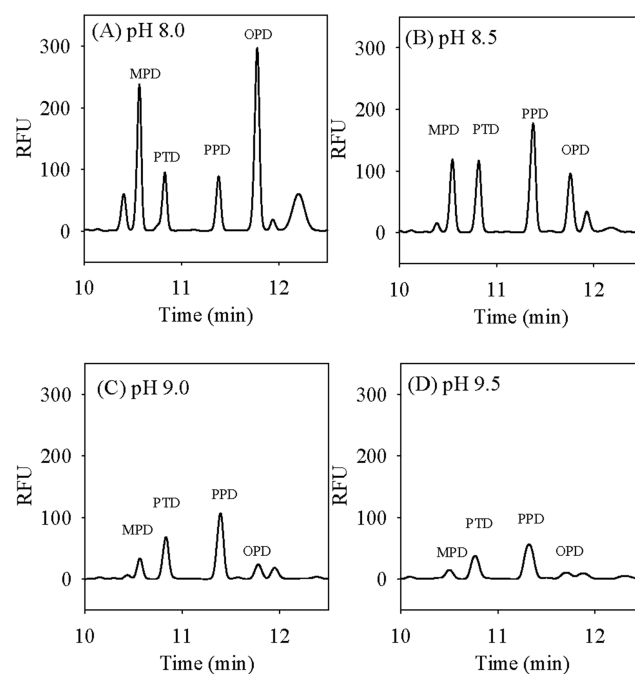 (A) pH 8.0
OPD
MPD
PTD
PPD
300
200
100
0
RFU
10
11
12
Time (min)
(B) pH 8.5
MPD
PTD
PPD
OPD
300
200
100
0
RFU
10
11
12
Time (min)
(C) pH 9.0
MPD
PTD
PPD
OPD
300
200
100
0
RFU
10
11
12
Time (min)
(D) pH 9.5
MPD
PTD
PPD
OPD
300
200
100
0
RFU
10
11
12
Time (min)